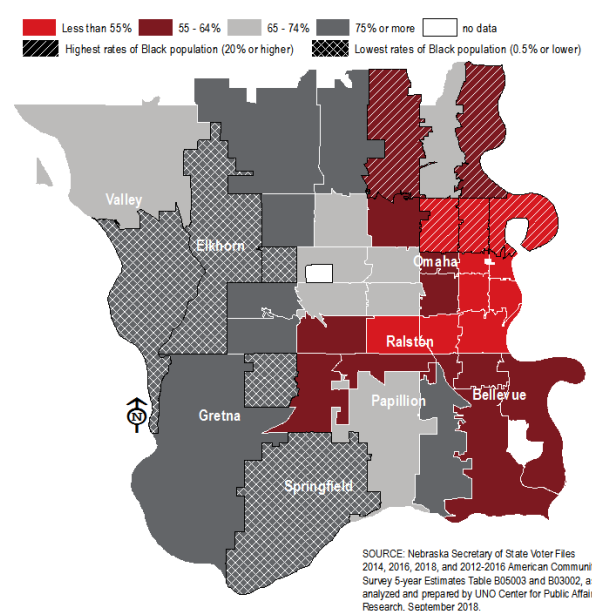 Less than 55% 55 - 64% 65 - 74% 75% or more no data
Highest rates of Black population (20% or higher) Lowest rates of Black population (0.5% or lower)
Valley
Elkhorn
Omaha
Ralston
Gretna
Papillion
Bellevue
Springfield
N
SOURCE: Nebraska Secretary of State Voter Files
2014, 2016, 2018, and 2012-2016 American Communi
Survey 5-year Estimates Table B05003 and B03002, a
analyzed and prepared by UNO Center for Public Affai
Research, September 2018.